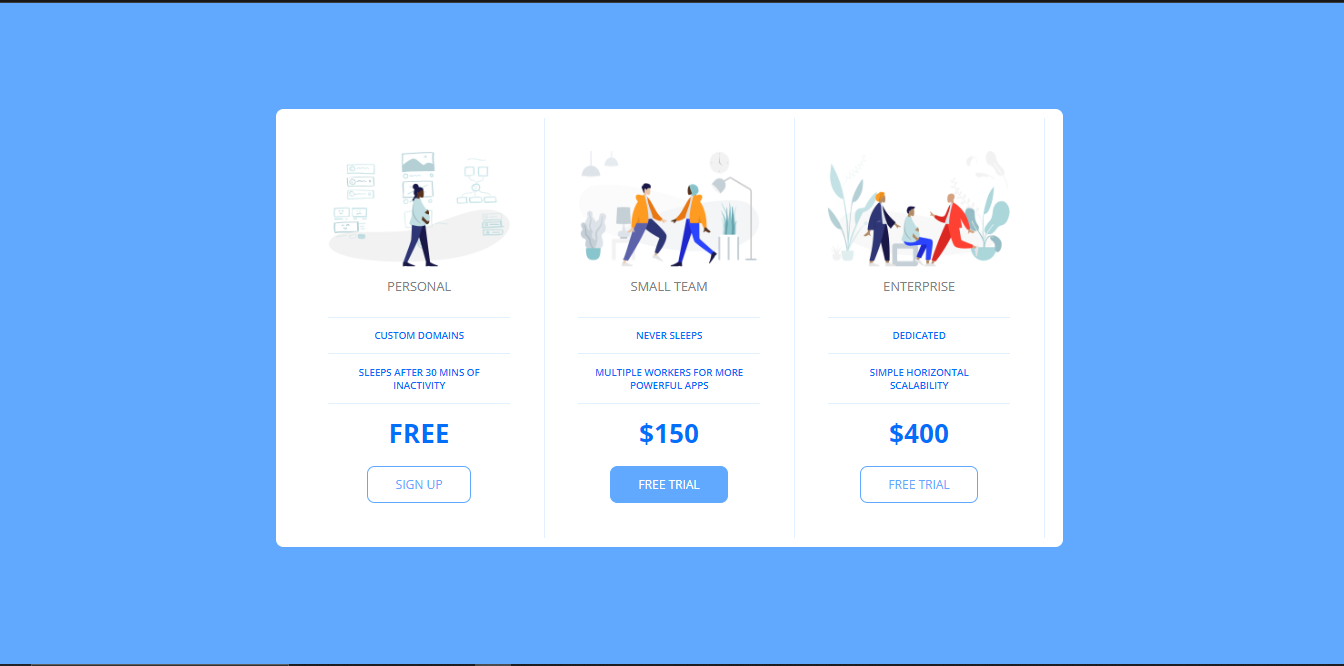 PERSONAL
CUSTOM DOMAINS
SLEEPS AFTER 30 MINS OF
INACTIVITY
FREE
SIGN UP
SMALL TEAM
NEVER SLEEPS
MULTIPLE WORKERS FOR MORE
POWERFUL APPS
$150
FREE TRIAL
ENTERPRISE
DEDICATED
SIMPLE HORIZONTAL
SCALABILITY
$400
FREE TRIAL